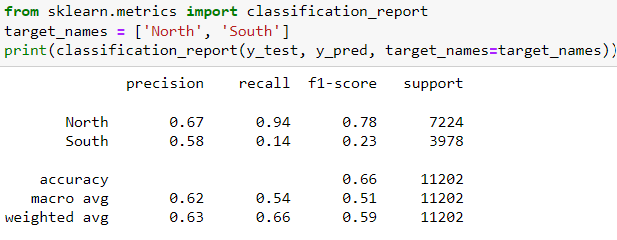 from sklearn.metrics import classification_report
target_names = ['North', 'South']
print(classification_report(y_test, y_pred, target_names=target_names))
precision recall f1-score support
North 0.67 0.94 0.78 7224
South 0.58 0.14 0.23 3978
accuracy 0.66 11202
macro avg 0.62 0.54 0.51 11202
weighted avg 0.63 0.66 0.59 11202